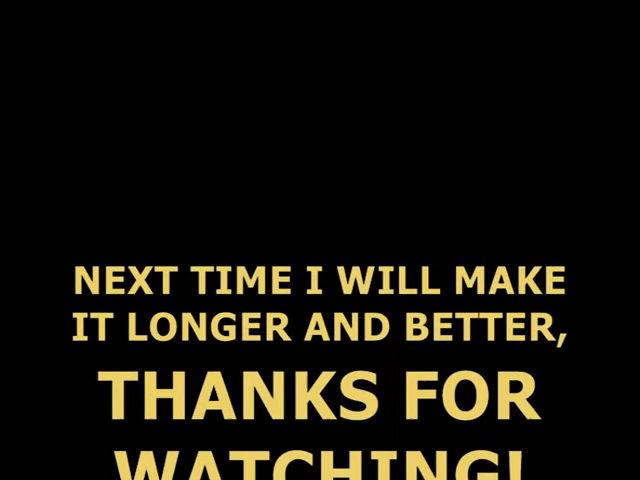 NEXT TIME I WILL MAKE
IT LONGER AND BETTER,
THANKS FOR
WATCHING!